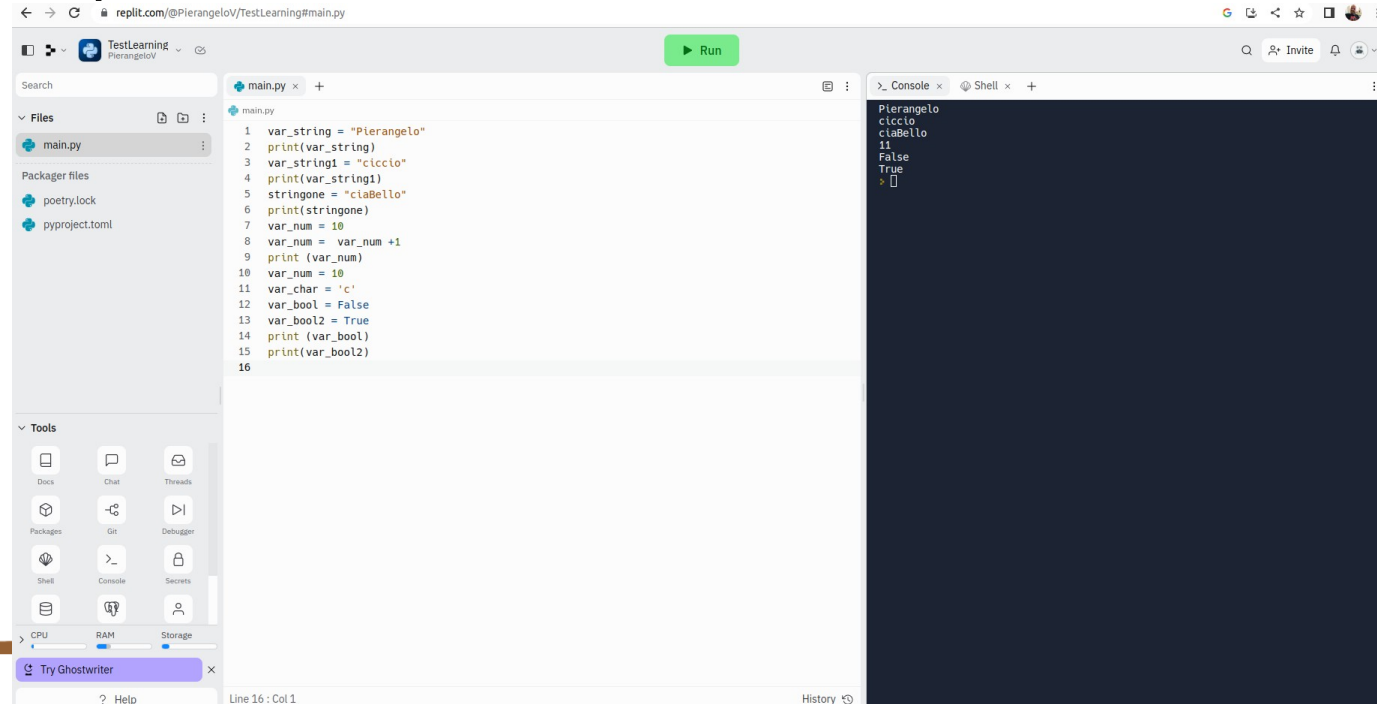 replit.com/@PierangeloV/TestLearning#main.py
TestLearning
PierangeloV
Run
Invite
Search
Files
main.py
Packager files
poetry.lock
pyproject.toml
Tools
Docs Chat Threads
Packages Git Debugger
Shell Console Secrets
CPU RAM Storage
Try Ghostwriter
? Help
main.py × +
main.py
1 var_string = "Pierangelo"
2 print(var_string)
3 var_string1 = "ciccio"
4 print(var_string1)
5 stringone = "ciaBello"
6 print(stringone)
7 var_num = 10
8 var_num =  var_num +1
9 print (var_num)
10 var_num = 10
11 var_char = 'c'
12 var_bool = False
13 var_bool2 = True
14 print (var_bool)
15 print(var_bool2)
16
Line 16 : Col 1
History
>_ Console × Shell × +
Pierangelo
ciccio
ciaBello
11
False
True
>